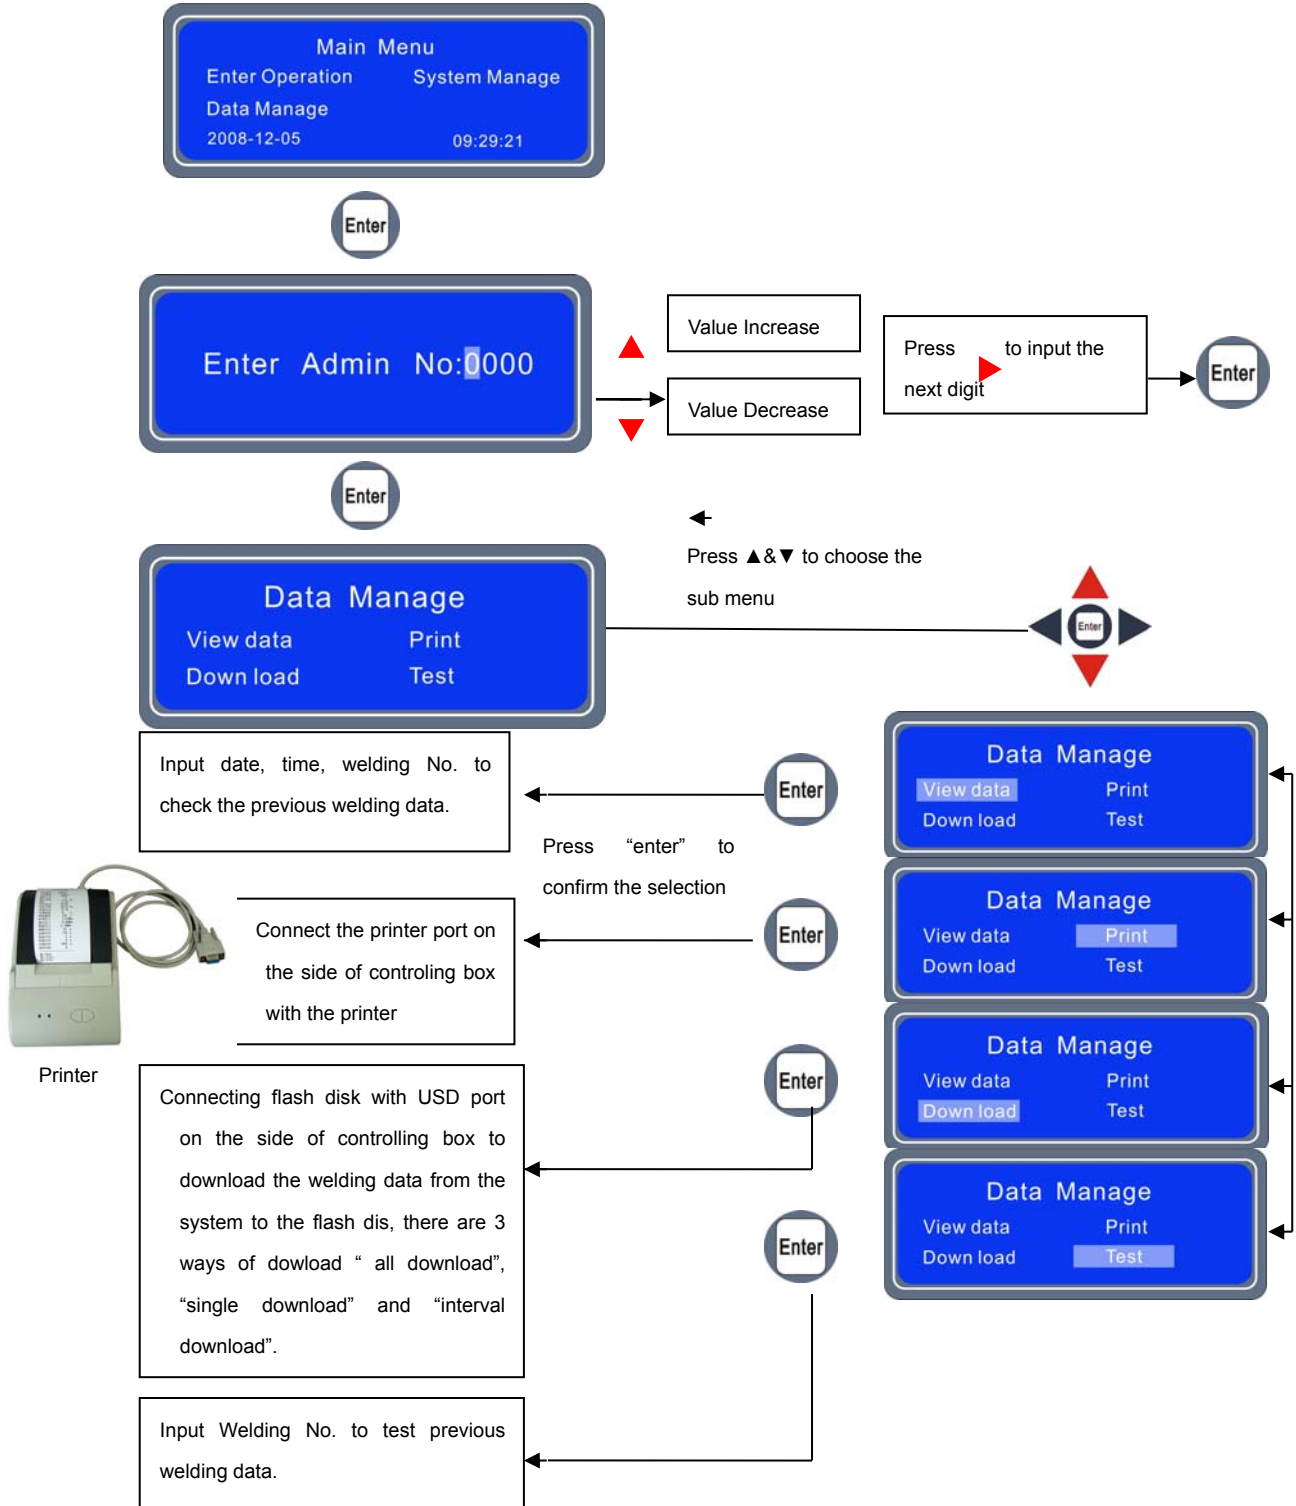 Main Menu
Enter Operation System Manage
Data Manage
2008-12-05 09:29:21
Enter
Enter Admin No:0000
Value Increase
Value Decrease
Press to input the
next digit
Enter
Enter
Press ▲&▼ to choose the
sub menu
Enter
Data Manage
View data Print
Down load Test
Input date, time, welding No. to
check the previous welding data.
Enter
Press "enter" to
confirm the selection
Data Manage
View data Print
Down load Test
Connect the printer port on
the side of controling box
with the printer
Enter
Data Manage
View data Print
Down load Test
Printer
Connecting flash disk with USD port
on the side of controlling box to
download the welding data from the
system to the flash dis, there are 3
ways of dowload “ all download”,
“single download” and “interval
download”.
Enter
Data Manage
View data Print
Down load Test
Enter
Data Manage
View data Print
Down load Test
Input Welding No. to test previous
welding data.